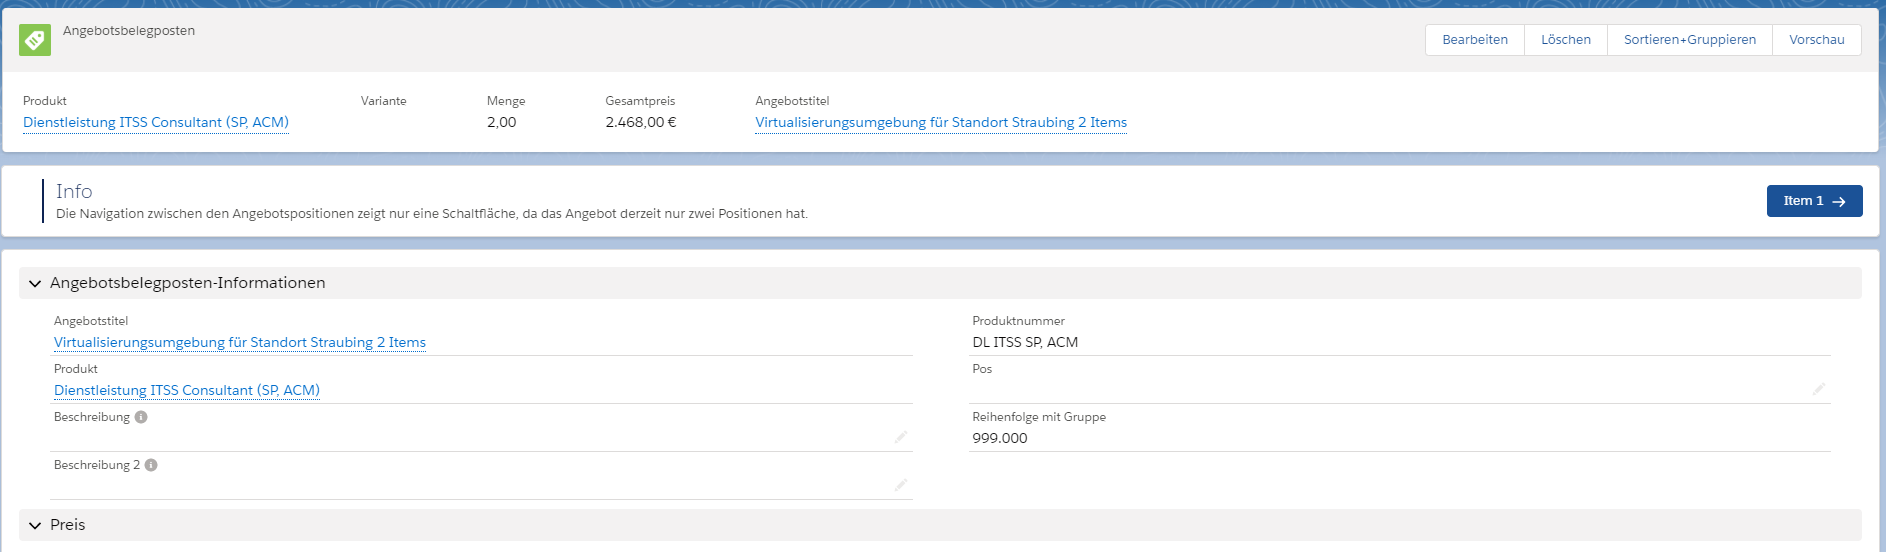 Angebotsbelegposten
Bearbeiten Löschen Sortieren+Gruppieren Vorschau
Produkt Variante Menge Gesamtpreis Angebotstitel
Dienstleistung ITSS Consultant (SP, ACM) 2,00 2.468,00 € Virtualisierungsumgebung für Standort Straubing 2 Items
Info
Die Navigation zwischen den Angebotspositionen zeigt nur eine Schaltfläche, da das Angebot derzeit nur zwei Positionen hat.
Item 1 →
Angebotsbelegposten-Informationen
Angebotstitel Produktnummer
Virtualisierungsumgebung für Standort Straubing 2 Items DL ITSS SP, ACM
Produkt Pos
Dienstleistung ITSS Consultant (SP, ACM)
Beschreibung Reihenfolge mit Gruppe
999.000
Beschreibung 2
Preis